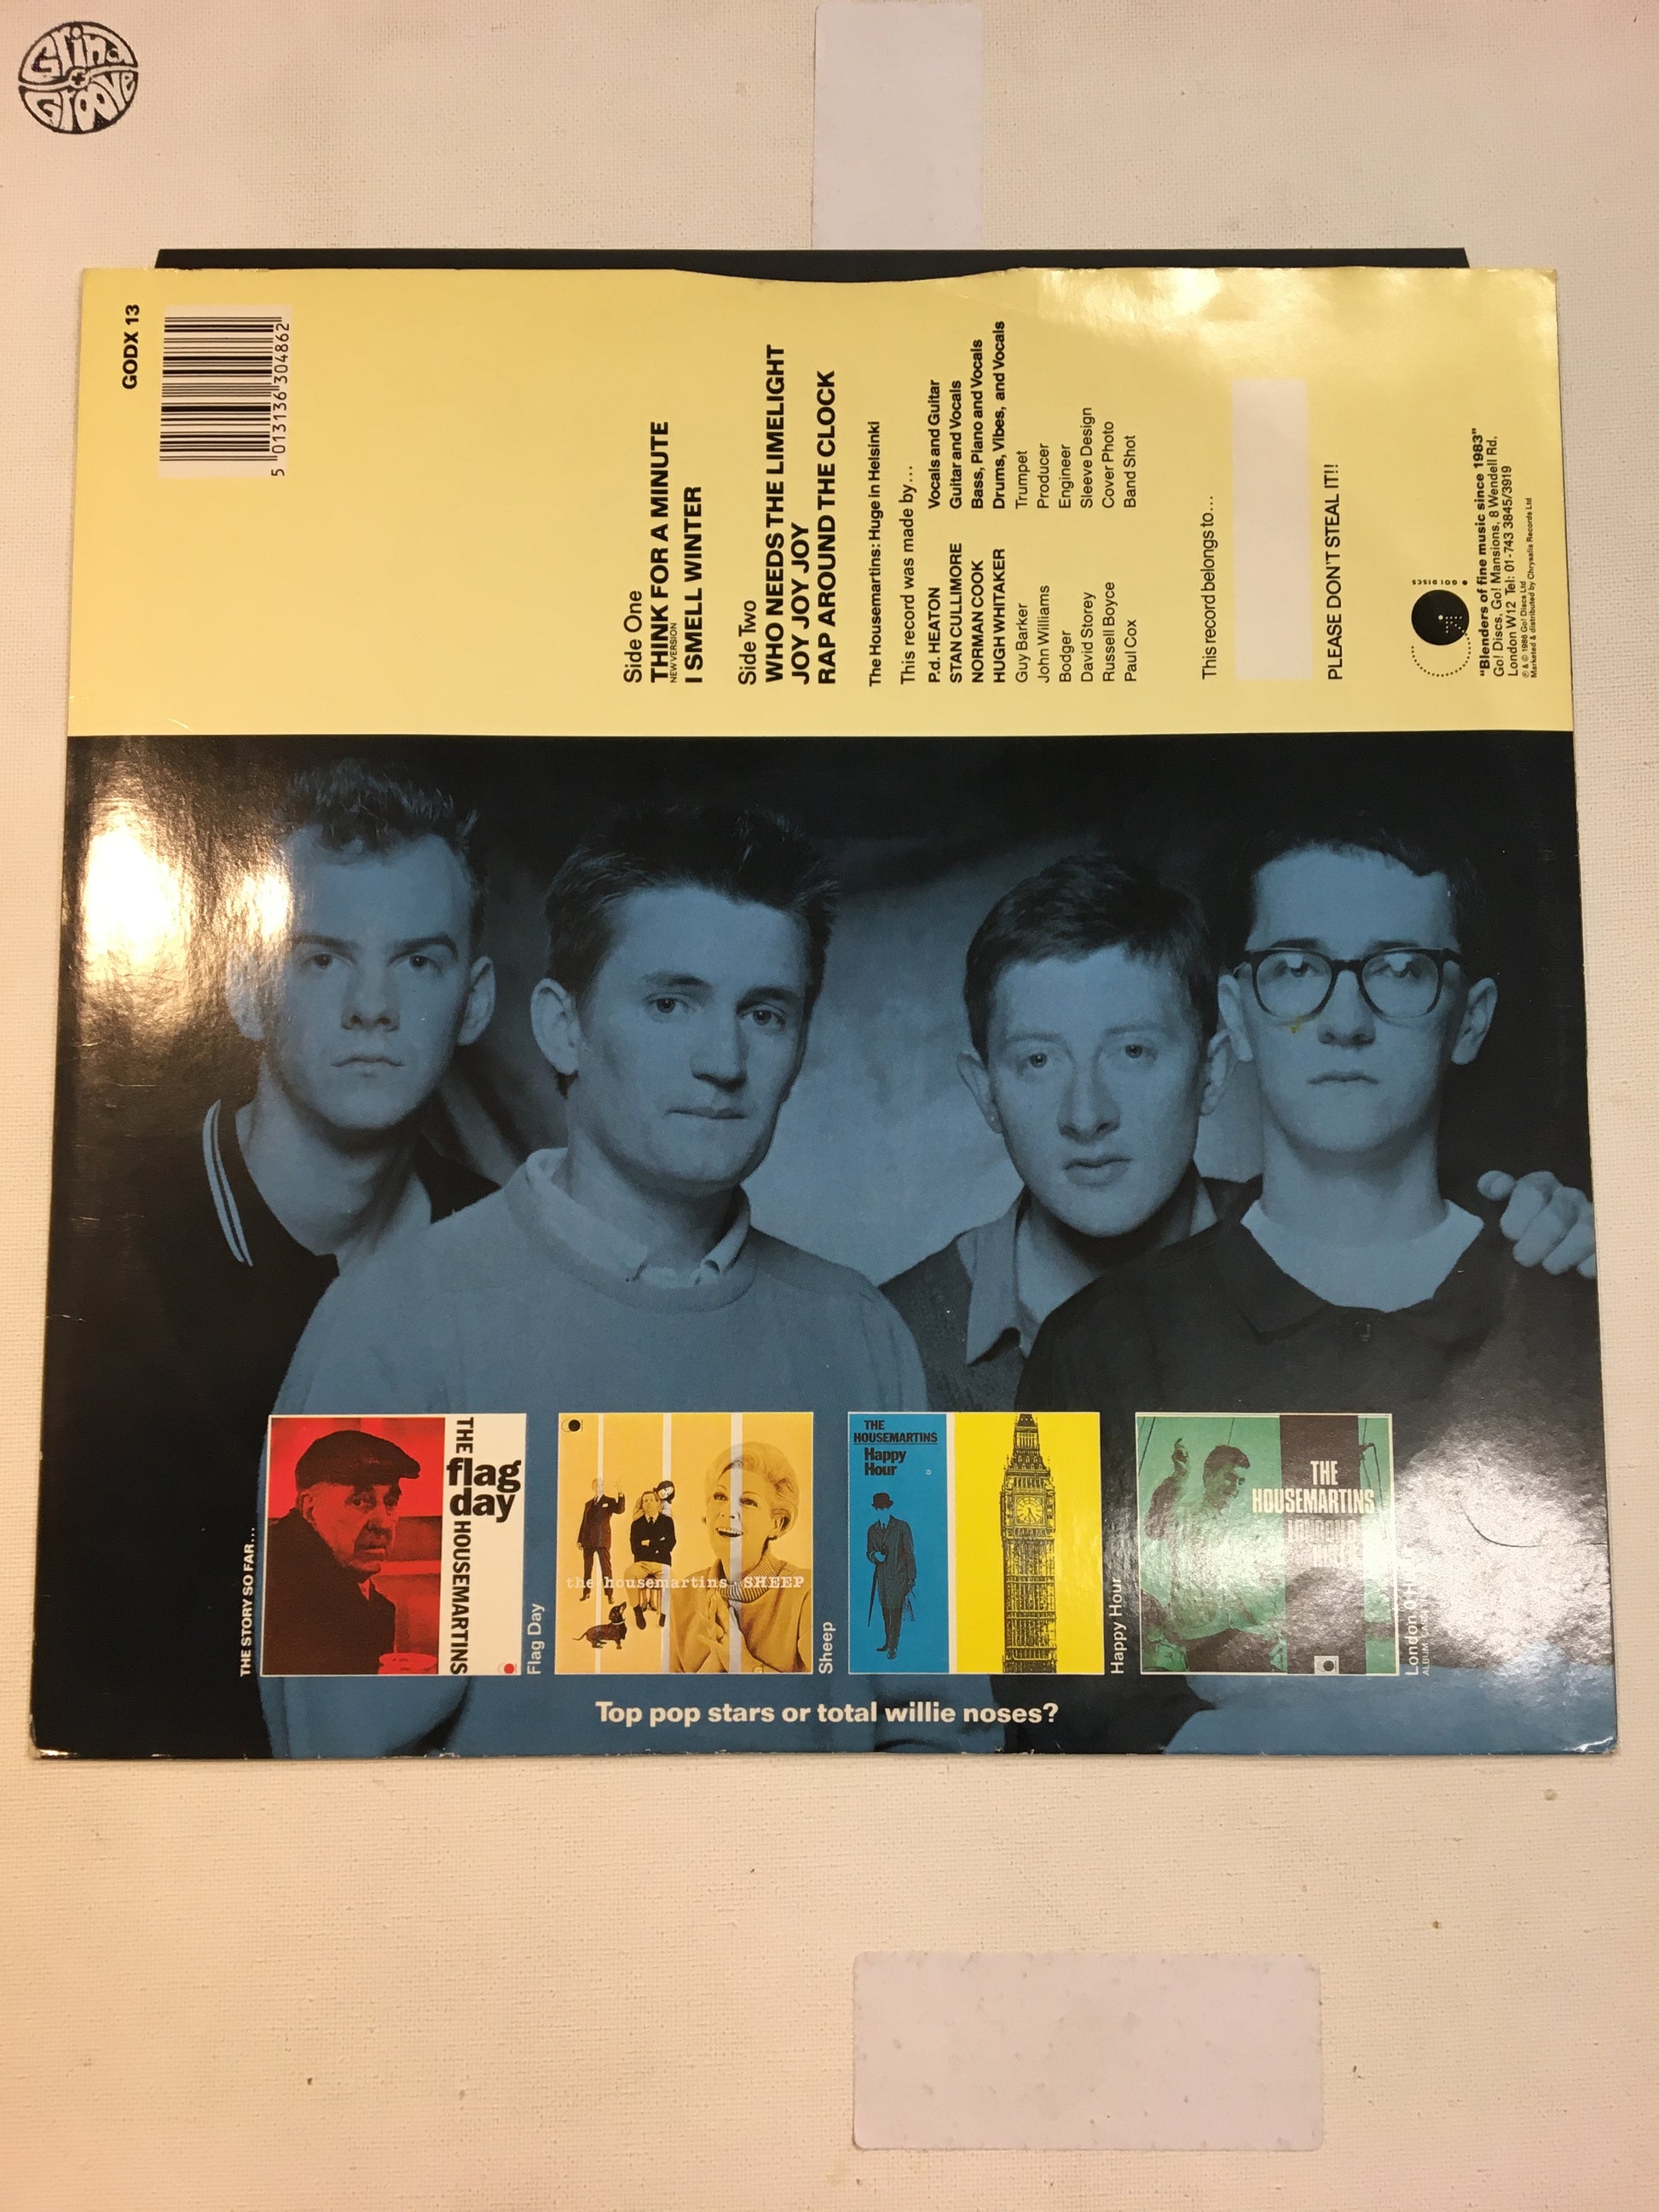 Grind + Groove
GODX 13
5 013136 304862
Side One
THINK FOR A MINUTE
NEW VERSION
I SMELL WINTER
Side Two
WHO NEEDS THE LIMELIGHT
JOY JOY JOY
RAP AROUND THE CLOCK
The Housemartins: Huge in Helsinki
This record was made by...
P.d. HEATON Vocals and Guitar
STAN CULLIMORE Guitar and Vocals
NORMAN COOK Bass, Piano and Vocals
HUGH WHITAKER Drums, Vibes, and Vocals
Guy Barker Trumpet
John Williams Producer
Bodger Engineer
David Storey Sleeve Design
Russell Boyce Cover Photo
Paul Cox Band Shot
This record belongs to...
PLEASE DON'T STEAL IT!!
GO! DISCS
"Blenders of fine music since 1983"
Go! Discs, Go! Mansions, 8 Wendell Rd.
London W12 Tel: 01-743 3845/3919
℗ & © 1986 Go! Discs Ltd
Marketed & distributed by Chrysalis Records Ltd
THE STORY SO FAR...
THE HOUSEMARTINS
flag
day
Flag Day
the housemartins · SHEEP
Sheep
THE
HOUSEMARTINS
Happy
Hour
Happy Hour
THE
HOUSEMARTINS
LONDON 0
HULL 4
London 0 H
ALBUM
Top pop stars or total willie noses?